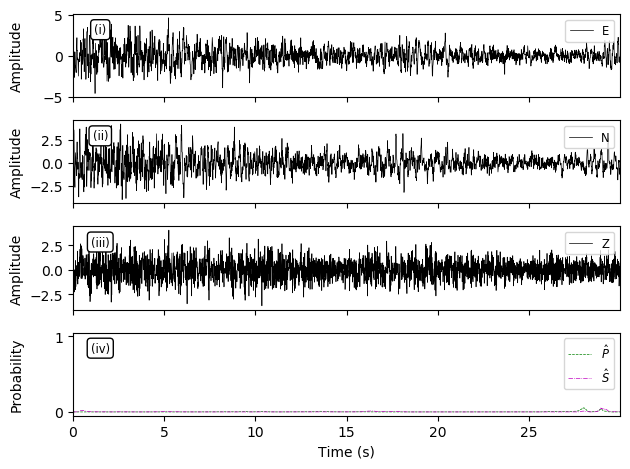 Amplitude
5
0
−5
(i)
E
Amplitude
2.5
0.0
−2.5
(ii)
N
Amplitude
2.5
0.0
−2.5
(iii)
Z
Probability
1
0
(iv)
P̂
Ŝ
0 5 10 15 20 25
Time (s)